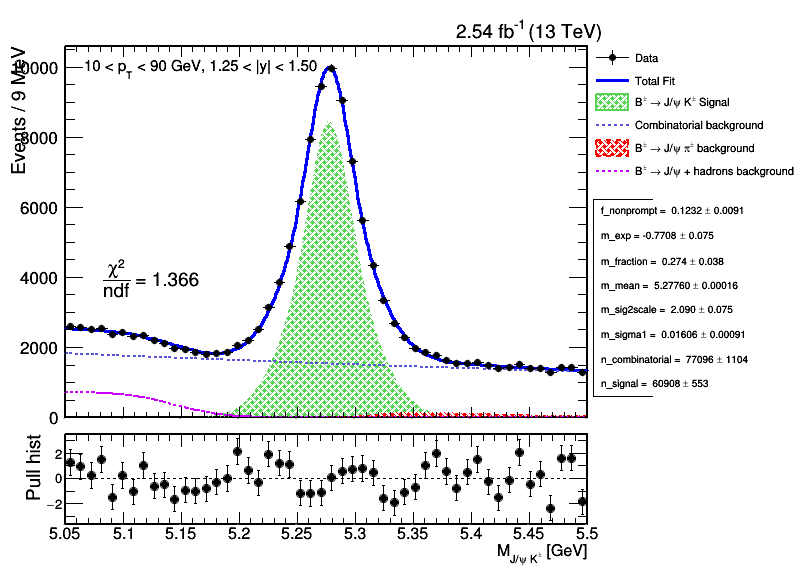 2.54 fb⁻¹ (13 TeV)
Events / 9 MeV
10 < p_T < 90 GeV, 1.25 < |y| < 1.50
10000
8000
6000
4000
2000
0
χ²
ndf = 1.366
Data
Total Fit
B± → J/ψ K± Signal
Combinatorial background
B± → J/ψ π± background
B± → J/ψ + hadrons background
f_nonprompt = 0.1232 ± 0.0091
m_exp = -0.7708 ± 0.075
m_fraction = 0.274 ± 0.038
m_mean = 5.27760 ± 0.00016
m_sig2scale = 2.090 ± 0.075
m_sigma1 = 0.01606 ± 0.00091
n_combinatorial = 77096 ± 1104
n_signal = 60908 ± 553
Pull hist
2
0
−2
5.05 5.1 5.15 5.2 5.25 5.3 5.35 5.4 5.45 5.5
M_J/ψ K± [GeV]